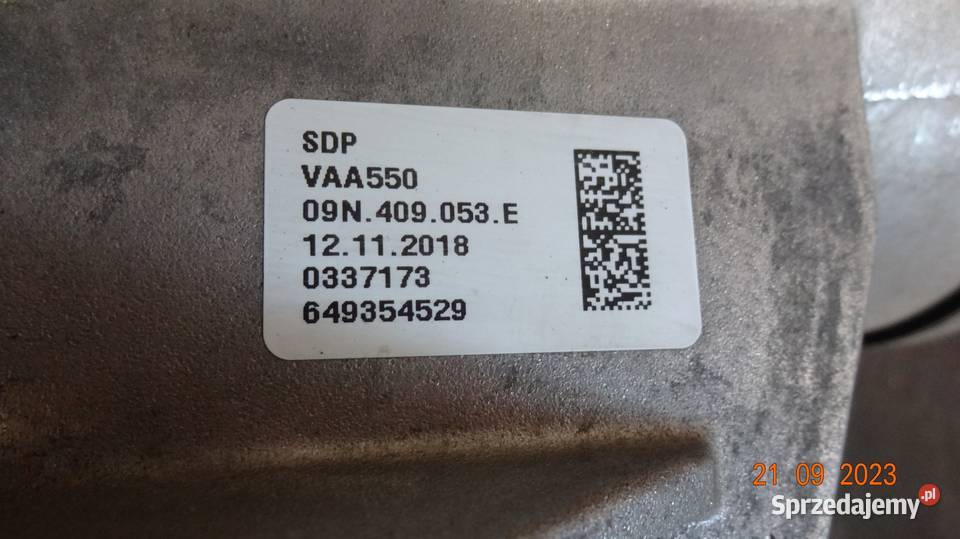 SDP
VAA550
09N.409.053.E
12.11.2018
0337173
649354529
21 09 2023
Sprzedajemy.pl